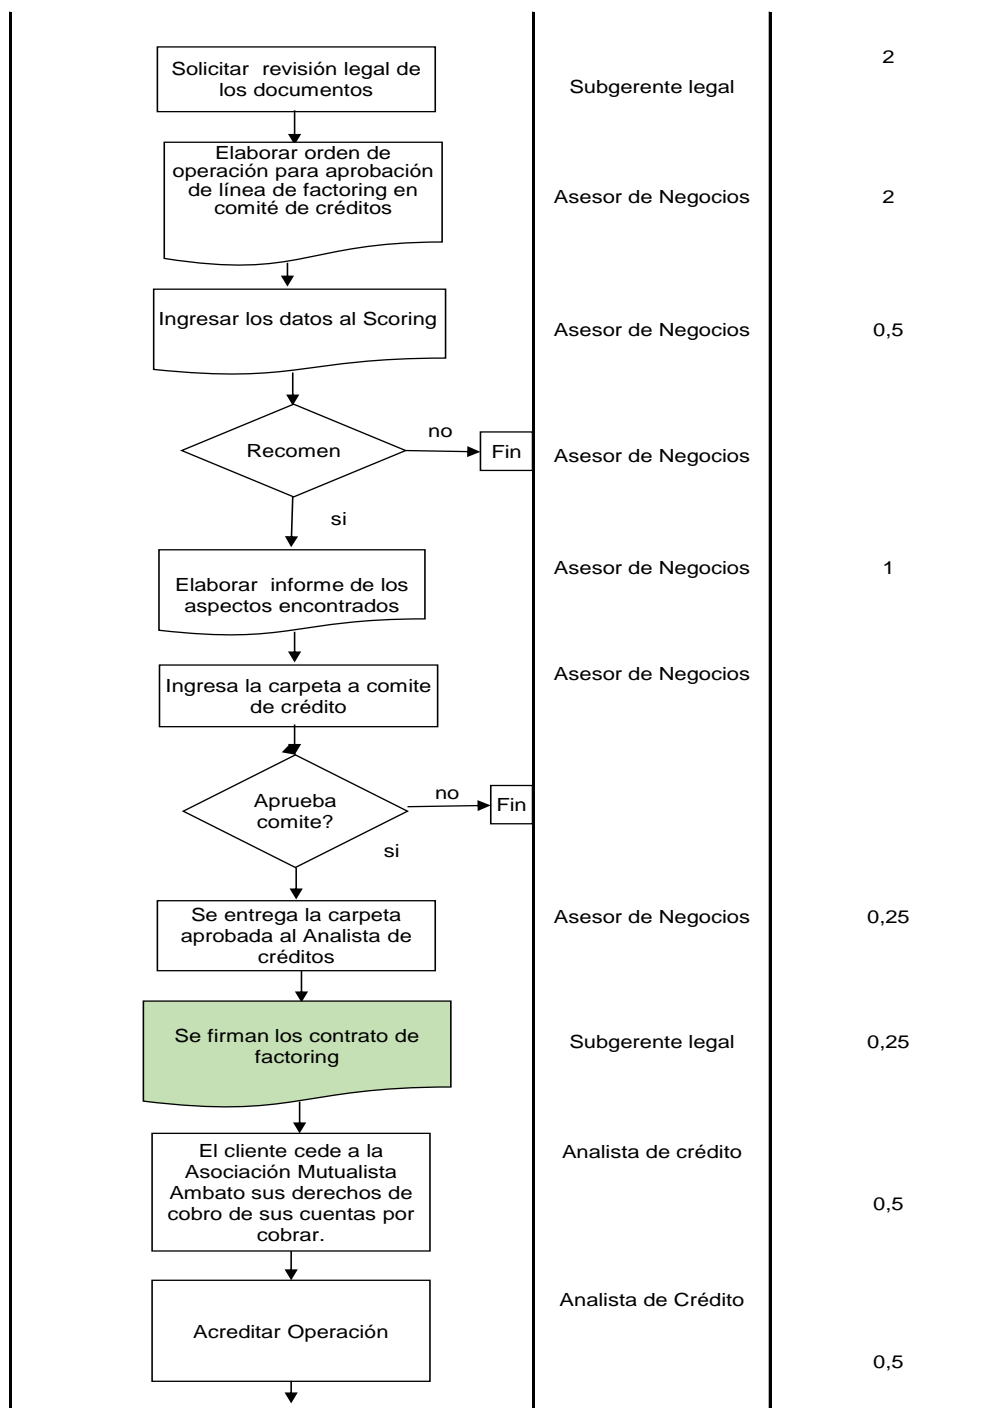 2
Solicitar revisión legal de
los documentos
Subgerente legal
Elaborar orden de
operación para aprobación
de línea de factoring en
comité de créditos
Asesor de Negocios
2
Ingresar los datos al Scoring
Asesor de Negocios
0,5
Recomen
no
Fin
Asesor de Negocios
si
Elaborar informe de los
aspectos encontrados
Asesor de Negocios
1
Ingresa la carpeta a comite
de crédito
Asesor de Negocios
Aprueba
comite?
no
Fin
si
Se entrega la carpeta
aprobada al Analista de
créditos
Asesor de Negocios
0,25
Se firman los contrato de
factoring
Subgerente legal
0,25
El cliente cede a la
Asociación Mutualista
Ambato sus derechos de
cobro de sus cuentas por
cobrar.
Analista de crédito
0,5
Acreditar Operación
Analista de Crédito
0,5